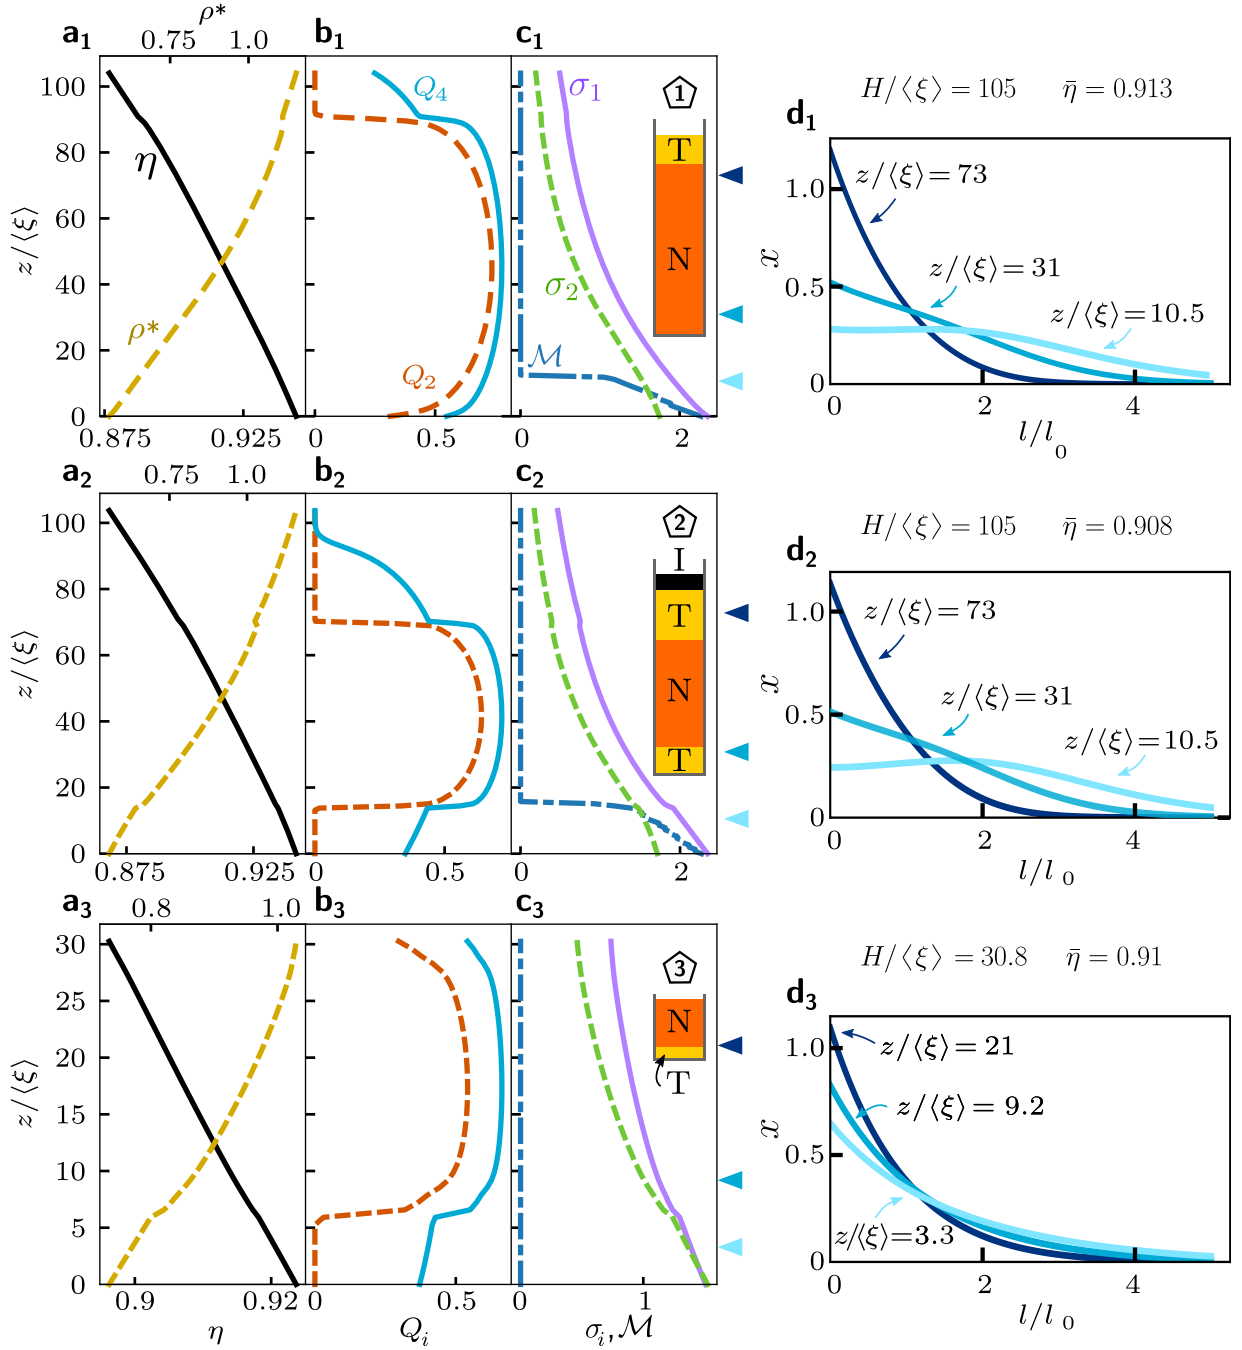 ρ*
a₁ 0.75 1.0 b₁ c₁
100
80
60
40
20
0
z/⟨ξ⟩
η
ρ*
0.875 0.925
Q₄
Q₂
0 0.5
σ₁
σ₂
ℳ
0 2
1
T
N
H/⟨ξ⟩ = 105 η̄ = 0.913
d₁
1.0
0.5
0
x
z/⟨ξ⟩ = 73
z/⟨ξ⟩ = 31
z/⟨ξ⟩ = 10.5
0 2 4
l/l₀
a₂ 0.75 1.0 b₂ c₂
100
80
60
40
20
0
z/⟨ξ⟩
0.875 0.925
0 0.5
0 2
2
I
T
N
T
H/⟨ξ⟩ = 105 η̄ = 0.908
d₂
1.0
0.5
0
x
z/⟨ξ⟩ = 73
z/⟨ξ⟩ = 31
z/⟨ξ⟩ = 10.5
0 2 4
l/l₀
a₃ 0.8 1.0 b₃ c₃
30
25
20
15
10
5
0
z/⟨ξ⟩
0.9 0.92
η
0 0.5
Qᵢ
0 1
σᵢ, ℳ
3
N
T
H/⟨ξ⟩ = 30.8 η̄ = 0.91
d₃
1.0
0.5
0
x
z/⟨ξ⟩ = 21
z/⟨ξ⟩ = 9.2
z/⟨ξ⟩ = 3.3
0 2 4
l/l₀